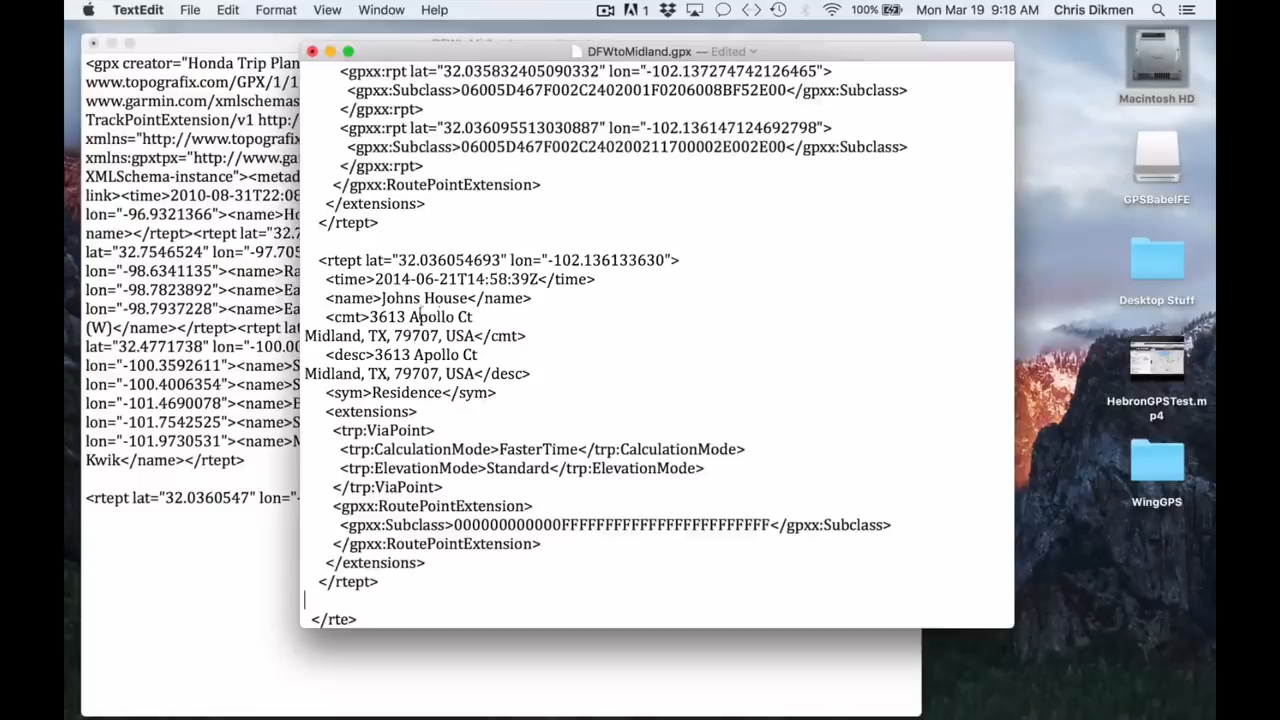 TextEdit File Edit Format View Window Help 1 100% Mon Mar 19 9:18 AM Chris Dikmen
<gpx creator="Honda Trip Plan
www.topografix.com/GPX/1/1
www.garmin.com/xmlschemas
TrackPointExtension/v1 http:/
xmlns="http://www.topografix
xmlns:gpxtpx="http://www.ga
XMLSchema-instance"><metad
link><time>2010-08-31T22:08
lon="-96.9321366"><name>Ho
name></rtept><rtept lat="32.7
lat="32.7546524" lon="-97.705
lon="-98.6341135"><name>Ra
lon="-98.7823892"><name>Ea
lon="-98.7937228"><name>Ea
(W)</name></rtept><rtept lat
lat="32.4771738" lon="-100.00
lon="-100.3592611"><name>S
lon="-100.4006354"><name>S
lon="-101.4690078"><name>B
lon="-101.7542525"><name>S
lon="-101.9730531"><name>M
Kwik</name></rtept>
<rtept lat="32.0360547" lon="-
DFWtoMidland.gpx — Edited
<gpxx:rpt lat="32.035832405090332" lon="-102.137274742126465">
<gpxx:Subclass>06005D467F002C2402001F0206008BF52E00</gpxx:Subclass>
</gpxx:rpt>
<gpxx:rpt lat="32.036095513030887" lon="-102.136147124692798">
<gpxx:Subclass>06005D467F002C240200211700002E002E00</gpxx:Subclass>
</gpxx:rpt>
</gpxx:RoutePointExtension>
</extensions>
</rtept>
<rtept lat="32.036054693" lon="-102.136133630">
<time>2014-06-21T14:58:39Z</time>
<name>Johns House</name>
<cmt>3613 Apollo Ct
Midland, TX, 79707, USA</cmt>
<desc>3613 Apollo Ct
Midland, TX, 79707, USA</desc>
<sym>Residence</sym>
<extensions>
<trp:ViaPoint>
<trp:CalculationMode>FasterTime</trp:CalculationMode>
<trp:ElevationMode>Standard</trp:ElevationMode>
</trp:ViaPoint>
<gpxx:RoutePointExtension>
<gpxx:Subclass>000000000000FFFFFFFFFFFFFFFFFFFFFFFF</gpxx:Subclass>
</gpxx:RoutePointExtension>
</extensions>
</rtept>
</rte>
Macintosh HD
GPSBabelFE
Desktop Stuff
HebronGPSTest.m
p4
WingGPS